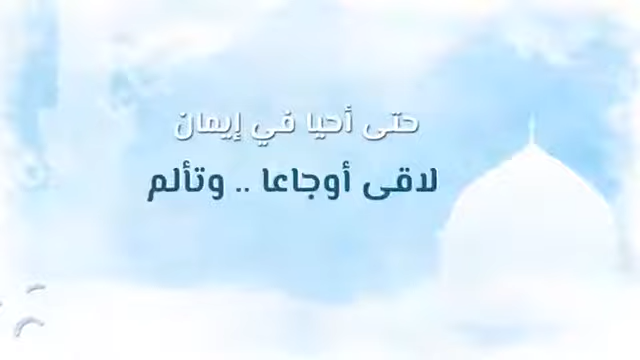 حتى أحيا في إيمان
لاقى أوجاعا .. وتألم